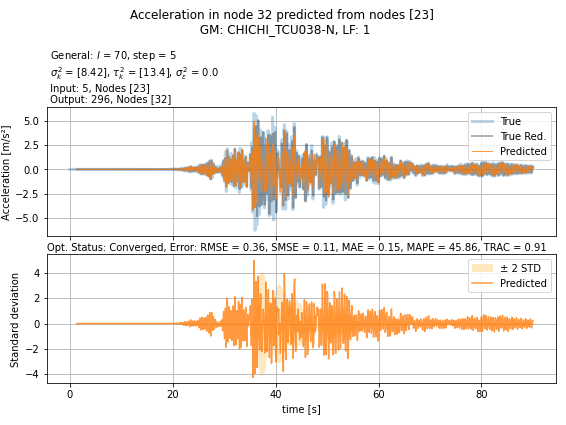 Acceleration in node 32 predicted from nodes [23]
GM: CHICHI_TCU038-N, LF: 1
General: l = 70, step = 5
σ²ₖ = [8.42], τ²ₖ = [13.4], σ²ε = 0.0
Input: 5, Nodes [23]
Output: 296, Nodes [32]
Acceleration [m/s²]
5.0
2.5
0.0
−2.5
−5.0
True
True Red.
Predicted
Opt. Status: Converged, Error: RMSE = 0.36, SMSE = 0.11, MAE = 0.15, MAPE = 45.86, TRAC = 0.91
Standard deviation
4
2
0
−2
−4
± 2 STD
Predicted
0
20
40
60
80
time [s]